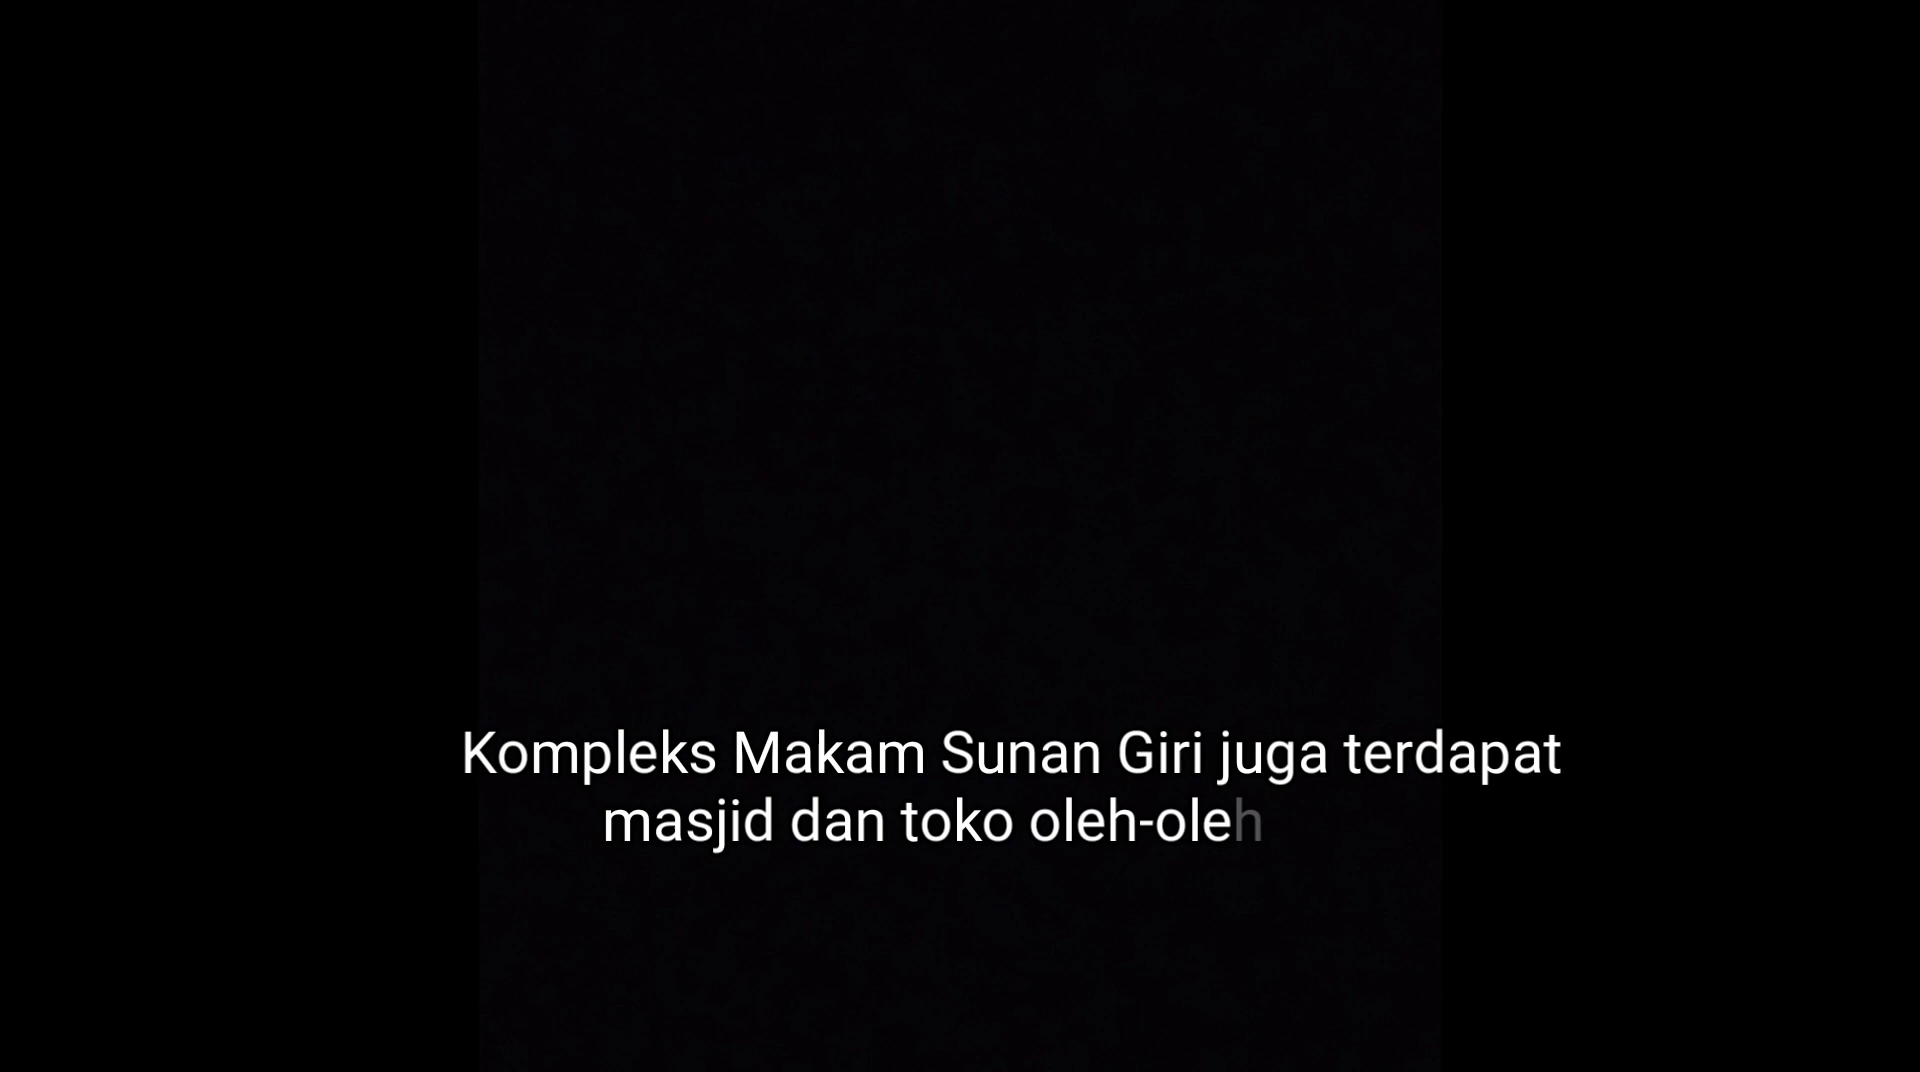 Kompleks Makam Sunan Giri juga terdapat
masjid dan toko oleh-oleh